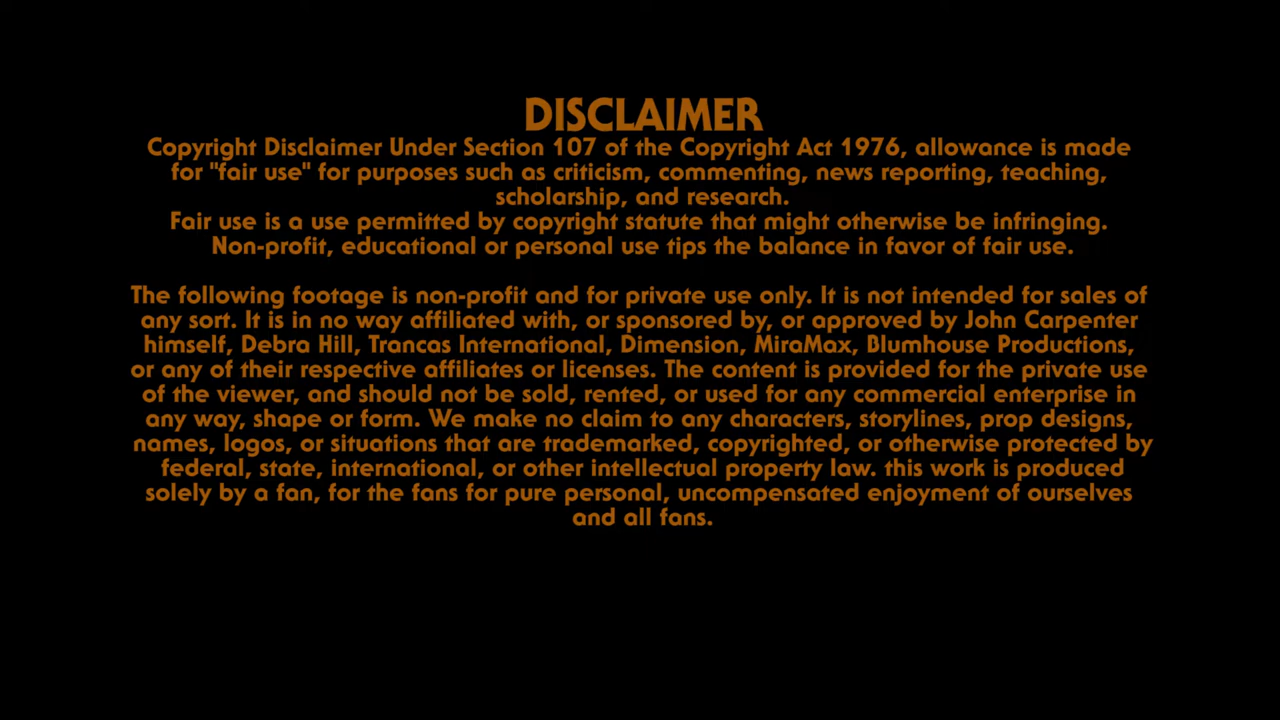 DISCLAIMER
Copyright Disclaimer Under Section 107 of the Copyright Act 1976, allowance is made
for "fair use" for purposes such as criticism, commenting, news reporting, teaching,
scholarship, and research.
Fair use is a use permitted by copyright statute that might otherwise be infringing.
Non-profit, educational or personal use tips the balance in favor of fair use.
The following footage is non-profit and for private use only. It is not intended for sales of
any sort. It is in no way affiliated with, or sponsored by, or approved by John Carpenter
himself, Debra Hill, Trancas International, Dimension, MiraMax, Blumhouse Productions,
or any of their respective affiliates or licenses. The content is provided for the private use
of the viewer, and should not be sold, rented, or used for any commercial enterprise in
any way, shape or form. We make no claim to any characters, storylines, prop designs,
names, logos, or situations that are trademarked, copyrighted, or otherwise protected by
federal, state, international, or other intellectual property law. this work is produced
solely by a fan, for the fans for pure personal, uncompensated enjoyment of ourselves
and all fans.